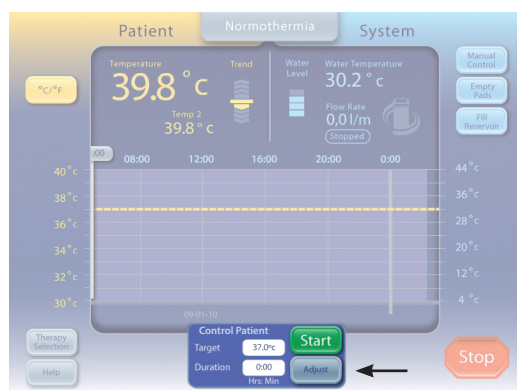 Patient
Normothermia
System
°C/°F
Temperature
39.8 °c
Trend
Temp 2
39.8 ° c
Water
Level
Water Temperature
30.2 ° c
Flow Rate
0,0 l/m
Stopped
Manual
Control
Empty
Pads
Fill
Reservoir
00
08:00
12:00
16:00
20:00
0:00
40°c
38°c
36°c
34°c
32°c
30°c
44°c
36°c
28°c
20°c
12°c
4 °c
09-01-10
Therapy
Selection
Help
Control Patient
Target
37.0°c
Start
Duration
0:00
Adjust
Hrs: Min
Stop